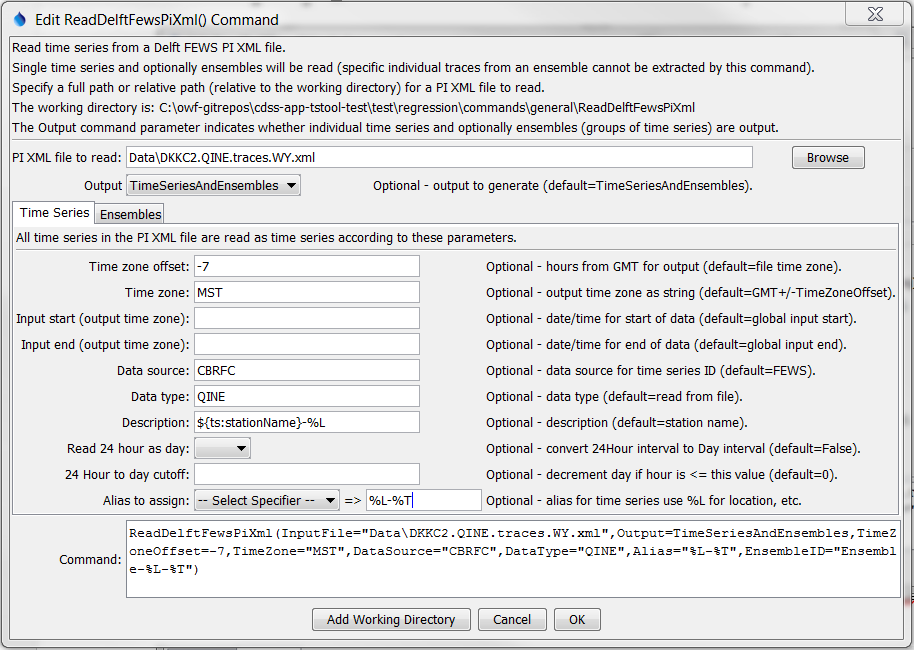 Edit ReadDelftFewsPiXml() Command
Read time series from a Delft FEWS PI XML file.
Single time series and optionally ensembles will be read (specific individual traces from an ensemble cannot be extracted by this command).
Specify a full path or relative path (relative to the working directory) for a PI XML file to read.
The working directory is: C:\owf-gitrepos\cdss-app-tstool-test\test\regression\commands\general\ReadDelftFewsPiXml
The Output command parameter indicates whether individual time series and optionally ensembles (groups of time series) are output.
PI XML file to read: Data\DKKC2.QINE.traces.WY.xml Browse
Output TimeSeriesAndEnsembles Optional - output to generate (default=TimeSeriesAndEnsembles).
Time Series Ensembles
All time series in the PI XML file are read as time series according to these parameters.
Time zone offset: -7 Optional - hours from GMT for output (default=file time zone).
Time zone: MST Optional - output time zone as string (default=GMT+/-TimeZoneOffset).
Input start (output time zone): Optional - date/time for start of data (default=global input start).
Input end (output time zone): Optional - date/time for end of data (default=global input end).
Data source: CBRFC Optional - data source for time series ID (default=FEWS).
Data type: QINE Optional - data type (default=read from file).
Description: ${ts:stationName}-%L Optional - description (default=station name).
Read 24 hour as day: Optional - convert 24Hour interval to Day interval (default=False).
24 Hour to day cutoff: Optional - decrement day if hour is <= this value (default=0).
Alias to assign: -- Select Specifier -- => %L-%T Optional - alias for time series use %L for location, etc.
Command: ReadDelftFewsPiXml(InputFile="Data\DKKC2.QINE.traces.WY.xml",Output=TimeSeriesAndEnsembles,TimeZ
oneOffset=-7,TimeZone="MST",DataSource="CBRFC",DataType="QINE",Alias="%L-%T",EnsembleID="Ensembl
e-%L-%T")
Add Working Directory Cancel OK